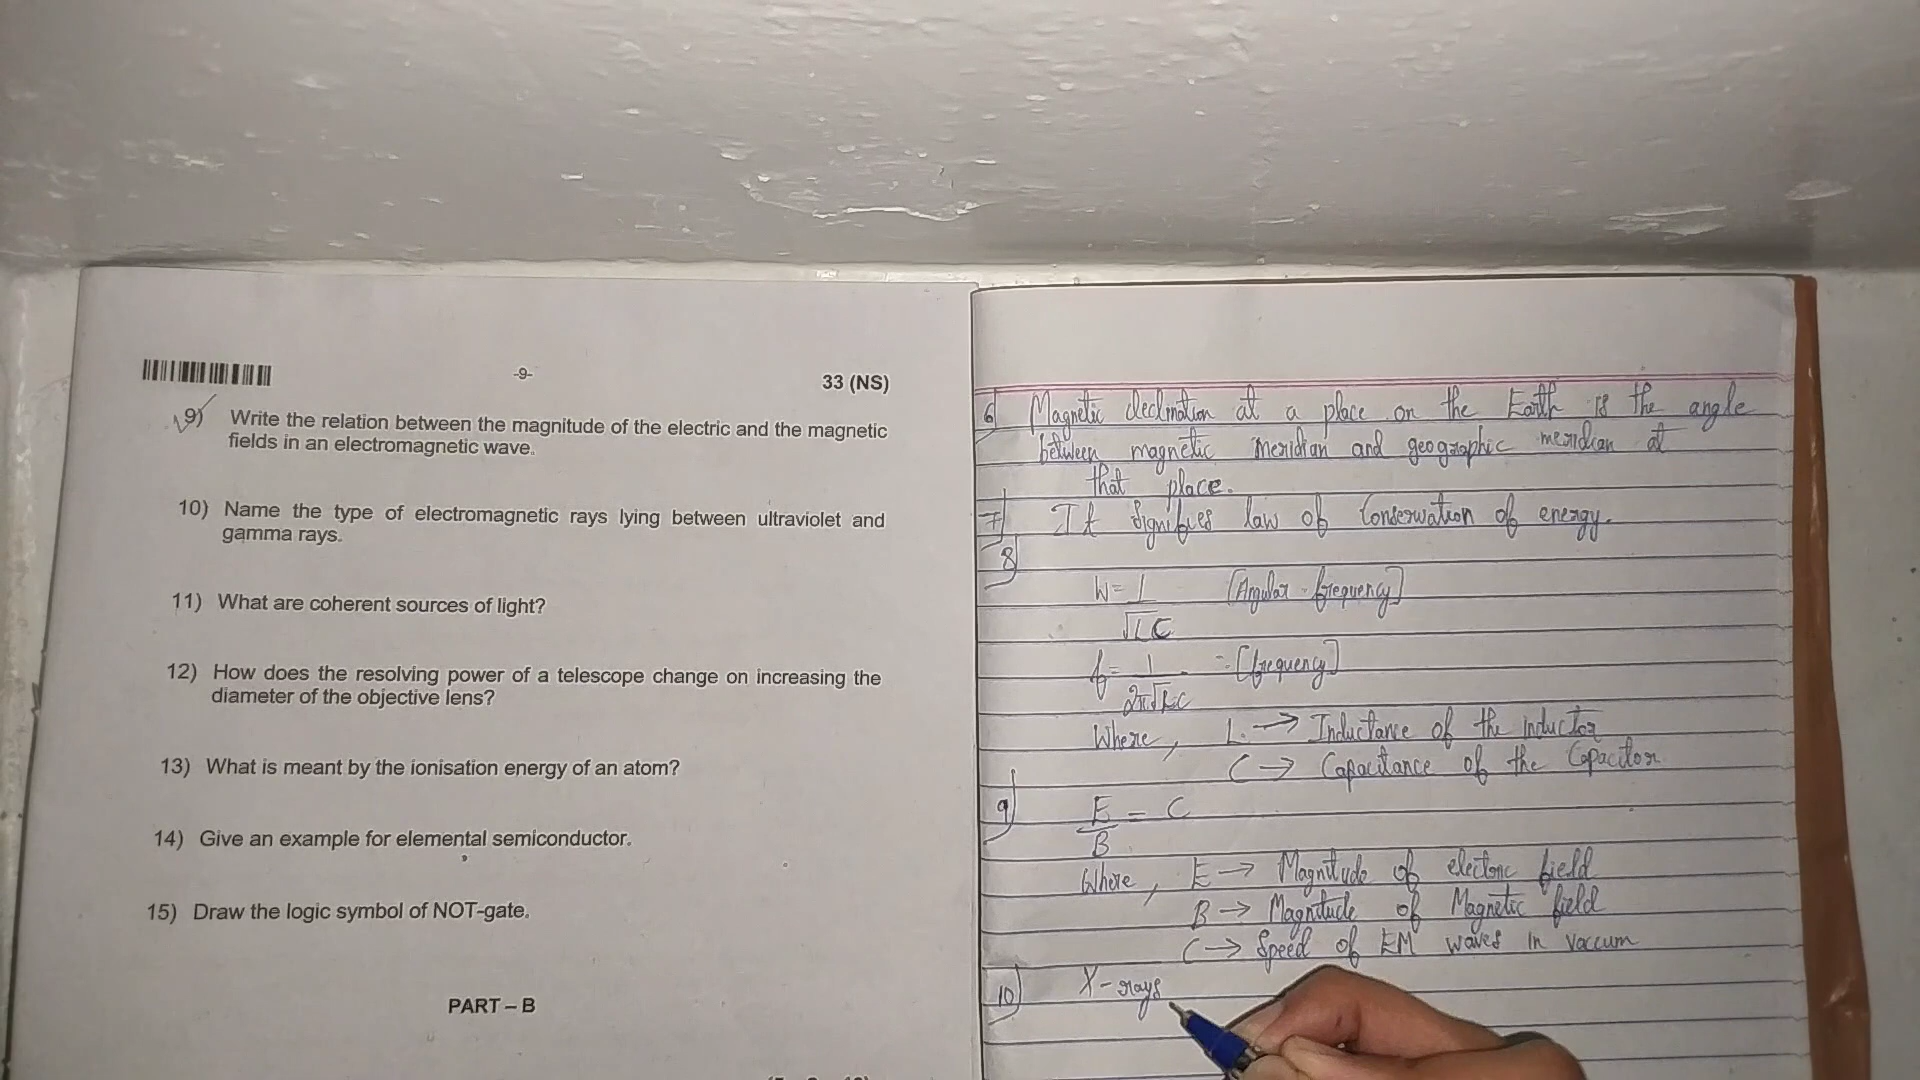 -9-
33 (NS)
9) Write the relation between the magnitude of the electric and the magnetic
fields in an electromagnetic wave.
10) Name the type of electromagnetic rays lying between ultraviolet and
gamma rays.
11) What are coherent sources of light?
12) How does the resolving power of a telescope change on increasing the
diameter of the objective lens?
13) What is meant by the ionisation energy of an atom?
14) Give an example for elemental semiconductor.
15) Draw the logic symbol of NOT-gate.
PART – B
6) Magnetic declination at a place on the Earth is the angle
between magnetic meridian and geographic meridian at
that place.
7) It signifies law of Conservation of energy.
8)
W = 1 [Angular - frequency]
√LC
f = 1 = [frequency]
2π√LC
Where, L → Inductance of the inductor
C → Capacitance of the Capacitor
9) E = C
B
Where, E → Magnitude of electric field
B → Magnitude of Magnetic field
C → Speed of EM waves in vaccum
10) X-rays